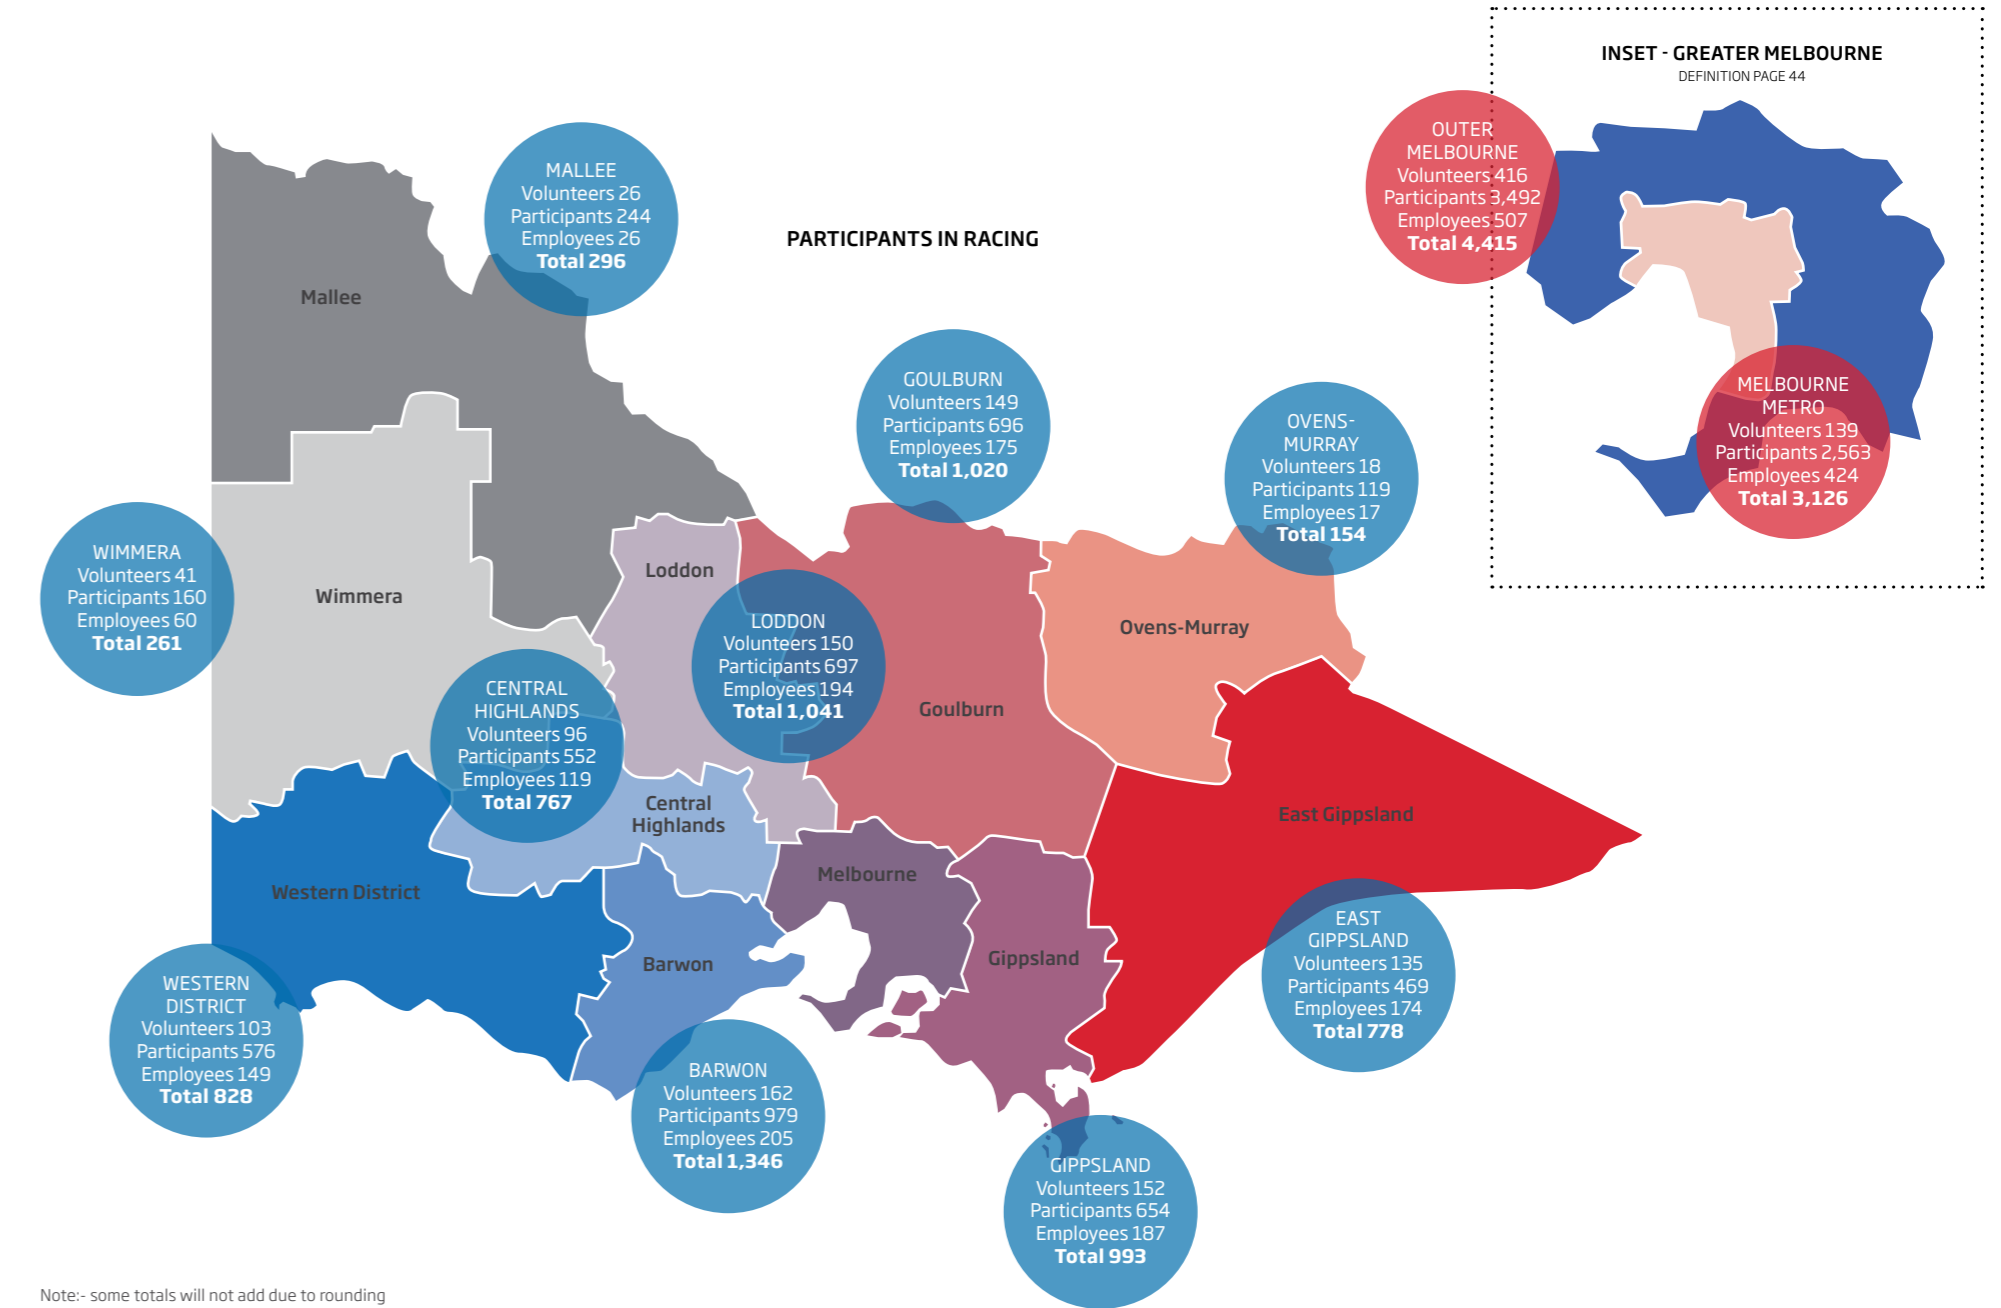 INSET - GREATER MELBOURNE
DEFINITION PAGE 44
OUTER
MELBOURNE
Volunteers 416
Participants 3,492
Employees 507
Total 4,415
MELBOURNE
METRO
Volunteers 139
Participants 2,563
Employees 424
Total 3,126
PARTICIPANTS IN RACING
MALLEE
Volunteers 26
Participants 244
Employees 26
Total 296
Mallee
GOULBURN
Volunteers 149
Participants 696
Employees 175
Total 1,020
OVENS-
MURRAY
Volunteers 18
Participants 119
Employees 17
Total 154
WIMMERA
Volunteers 41
Participants 160
Employees 60
Total 261
Wimmera
Loddon
LODDON
Volunteers 150
Participants 697
Employees 194
Total 1,041
Ovens-Murray
Goulburn
CENTRAL
HIGHLANDS
Volunteers 96
Participants 552
Employees 119
Total 767
Central
Highlands
East Gippsland
Western District
Melbourne
Barwon
Gippsland
EAST
GIPPSLAND
Volunteers 135
Participants 469
Employees 174
Total 778
WESTERN
DISTRICT
Volunteers 103
Participants 576
Employees 149
Total 828
BARWON
Volunteers 162
Participants 979
Employees 205
Total 1,346
GIPPSLAND
Volunteers 152
Participants 654
Employees 187
Total 993
Note:- some totals will not add due to rounding